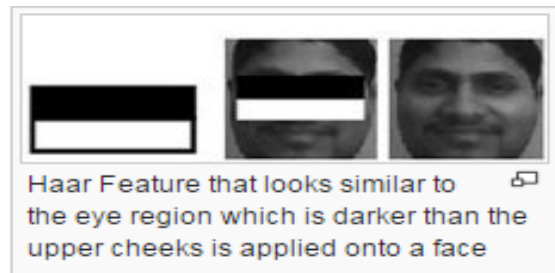 Haar Feature that looks similar to
the eye region which is darker than the
upper cheeks is applied onto a face